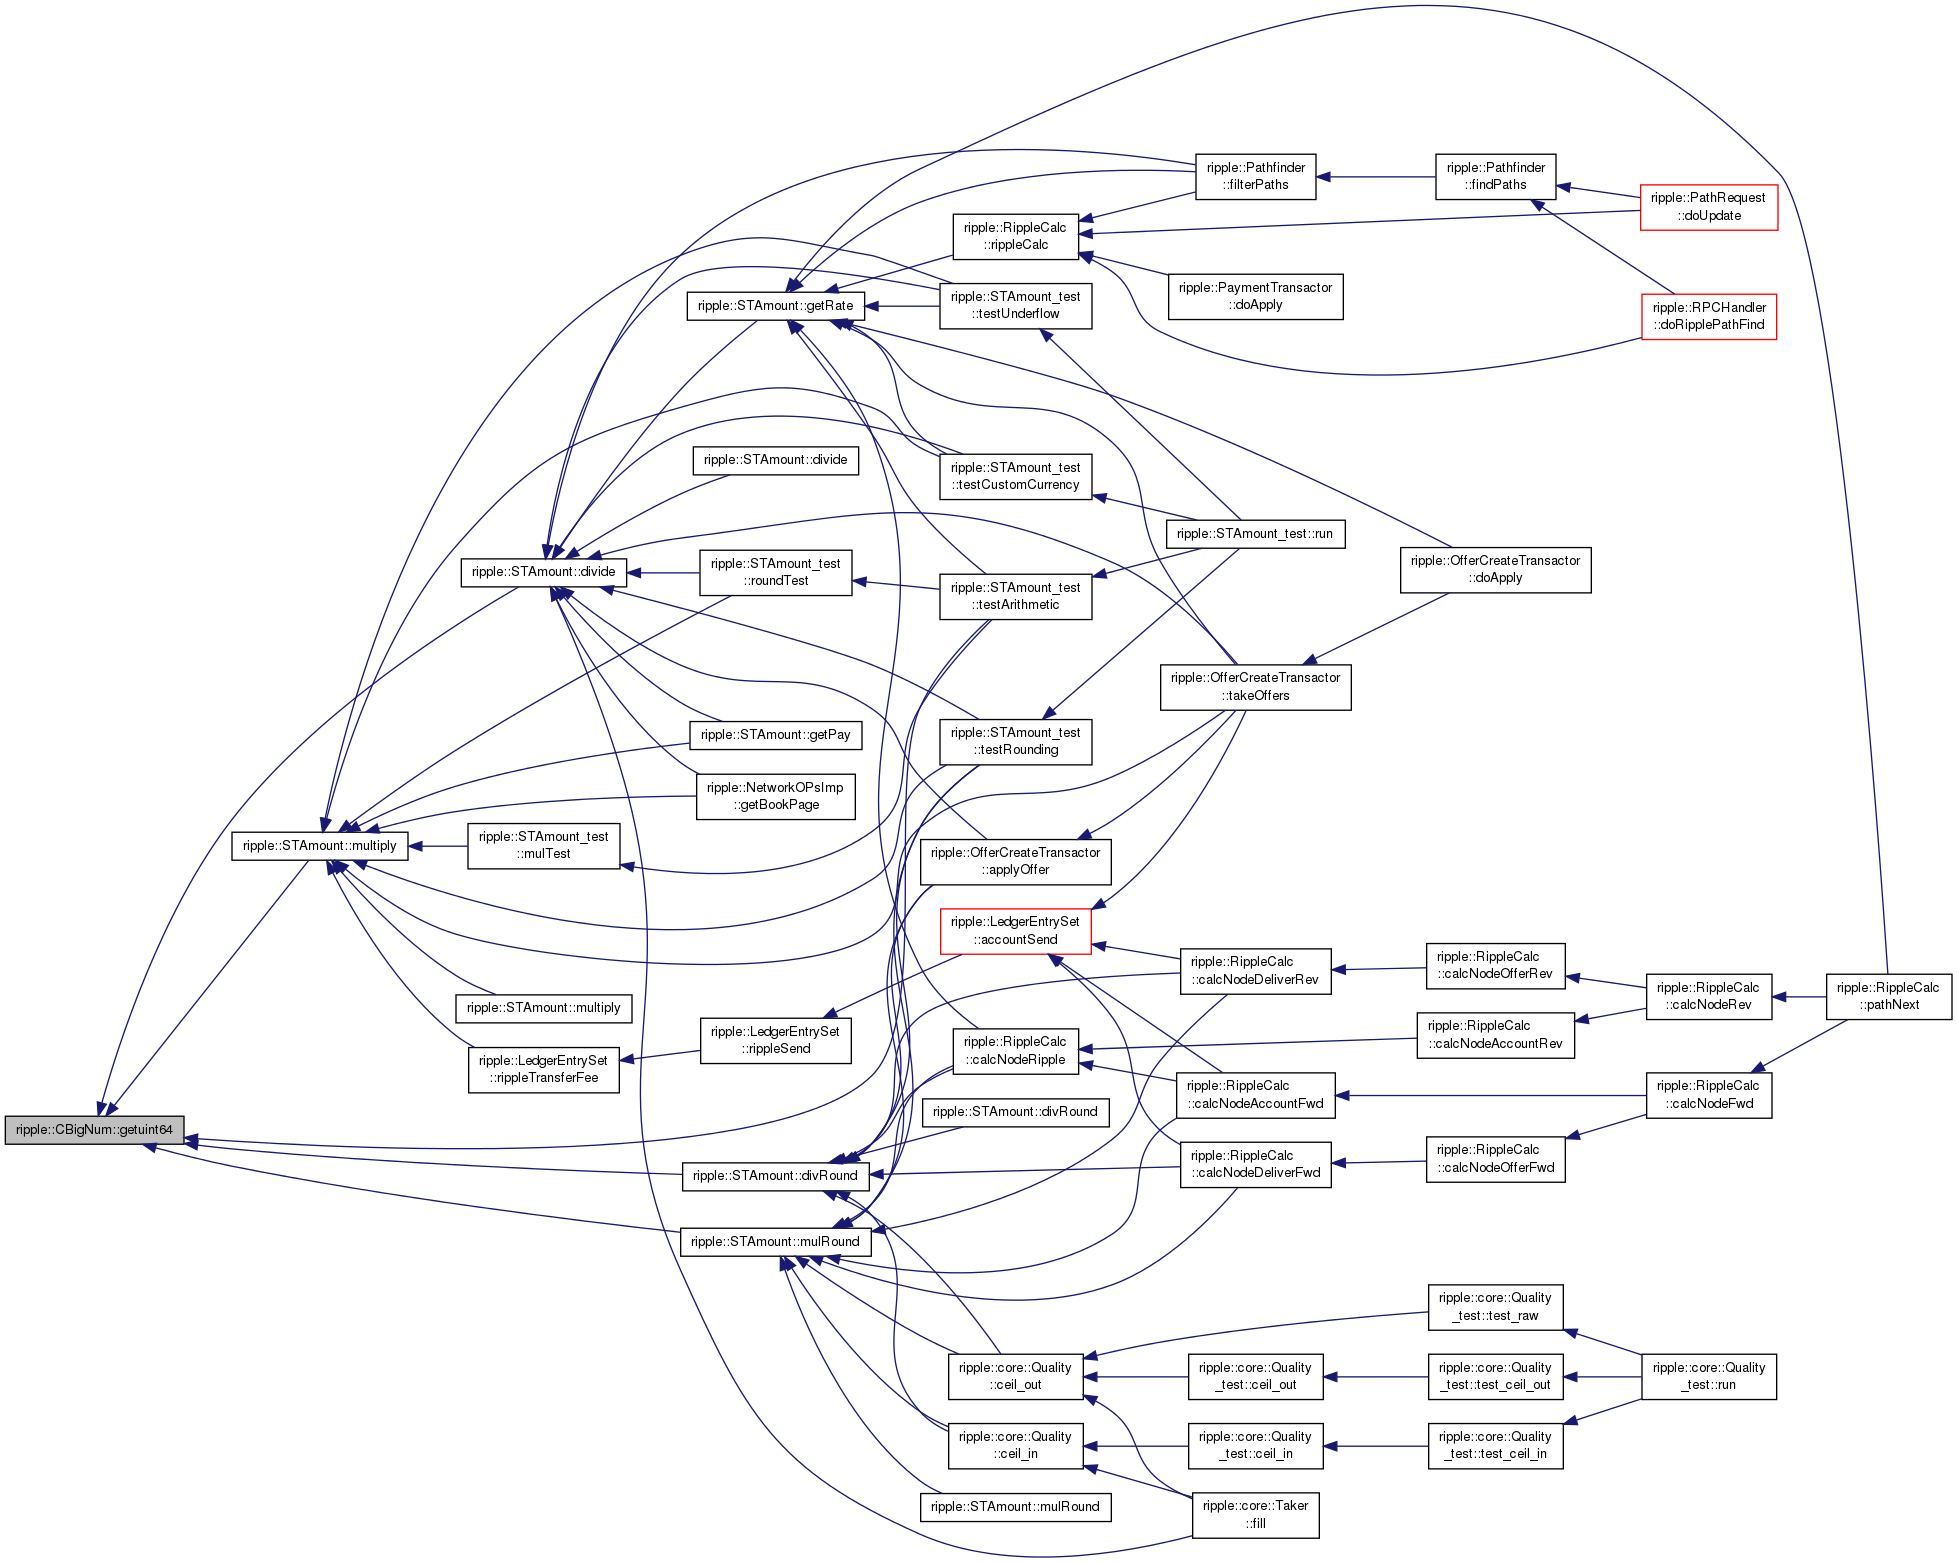 ripple::Pathfinder
::filterPaths
ripple::Pathfinder
::findPaths
ripple::PathRequest
::doUpdate
ripple::RippleCalc
::rippleCalc
ripple::PaymentTransactor
::doApply
ripple::RPCHandler
::doRipplePathFind
ripple::STAmount::getRate
ripple::STAmount_test
::testUnderflow
ripple::STAmount::divide
ripple::STAmount_test
::testCustomCurrency
ripple::STAmount_test::run
ripple::STAmount::divide
ripple::STAmount_test
::roundTest
ripple::STAmount_test
::testArithmetic
ripple::OfferCreateTransactor
::doApply
ripple::OfferCreateTransactor
::takeOffers
ripple::STAmount::getPay
ripple::STAmount_test
::testRounding
ripple::NetworkOPsImp
::getBookPage
ripple::STAmount::multiply
ripple::STAmount_test
::mulTest
ripple::OfferCreateTransactor
::applyOffer
ripple::LedgerEntrySet
::accountSend
ripple::RippleCalc
::calcNodeDeliverRev
ripple::RippleCalc
::calcNodeOfferRev
ripple::RippleCalc
::calcNodeRev
ripple::RippleCalc
::pathNext
ripple::STAmount::multiply
ripple::LedgerEntrySet
::rippleSend
ripple::RippleCalc
::calcNodeRipple
ripple::RippleCalc
::calcNodeAccountRev
ripple::LedgerEntrySet
::rippleTransferFee
ripple::RippleCalc
::calcNodeAccountFwd
ripple::RippleCalc
::calcNodeFwd
ripple::CBigNum::getuint64
ripple::STAmount::divRound
ripple::STAmount::divRound
ripple::RippleCalc
::calcNodeDeliverFwd
ripple::RippleCalc
::calcNodeOfferFwd
ripple::STAmount::mulRound
ripple::core::Quality
_test::test_raw
ripple::core::Quality
::ceil_out
ripple::core::Quality
_test::ceil_out
ripple::core::Quality
_test::test_ceil_out
ripple::core::Quality
_test::run
ripple::core::Quality
::ceil_in
ripple::core::Quality
_test::ceil_in
ripple::core::Quality
_test::test_ceil_in
ripple::STAmount::mulRound
ripple::core::Taker
::fill